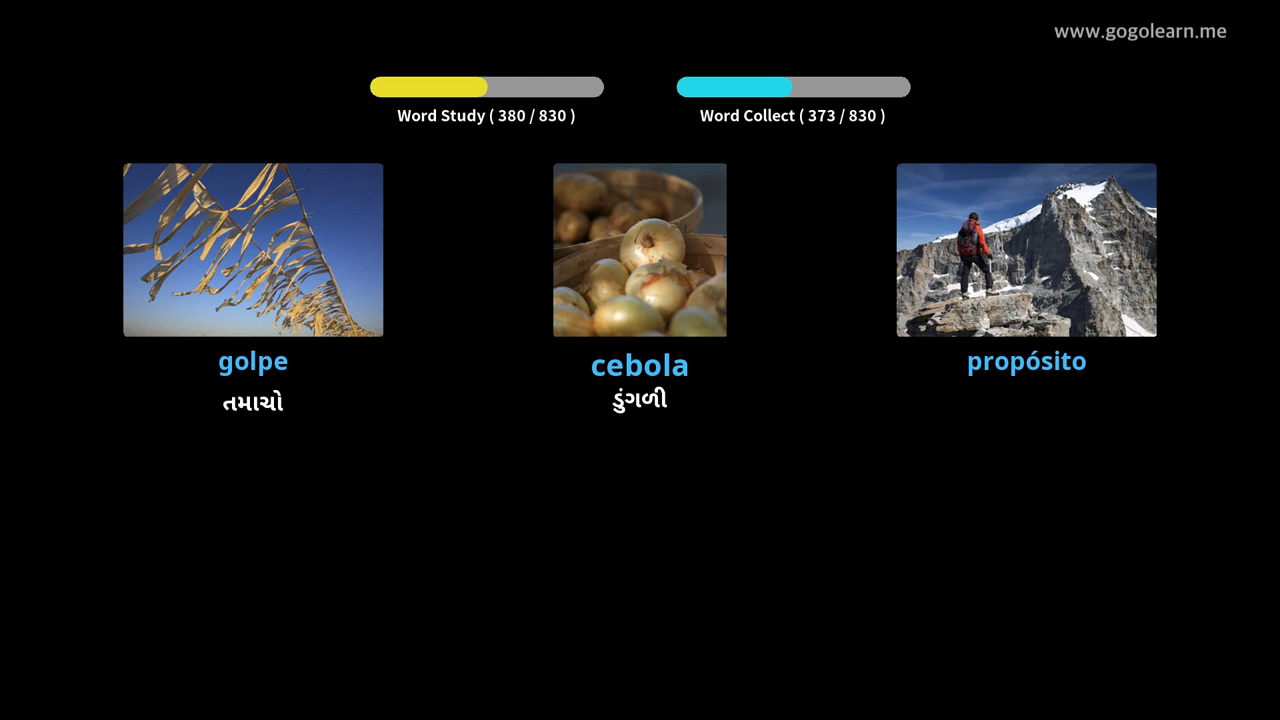 www.gogolearn.me
Word Study ( 380 / 830 )
Word Collect ( 373 / 830 )
golpe
તમાચો
cebola
ડુંગળી
propósito